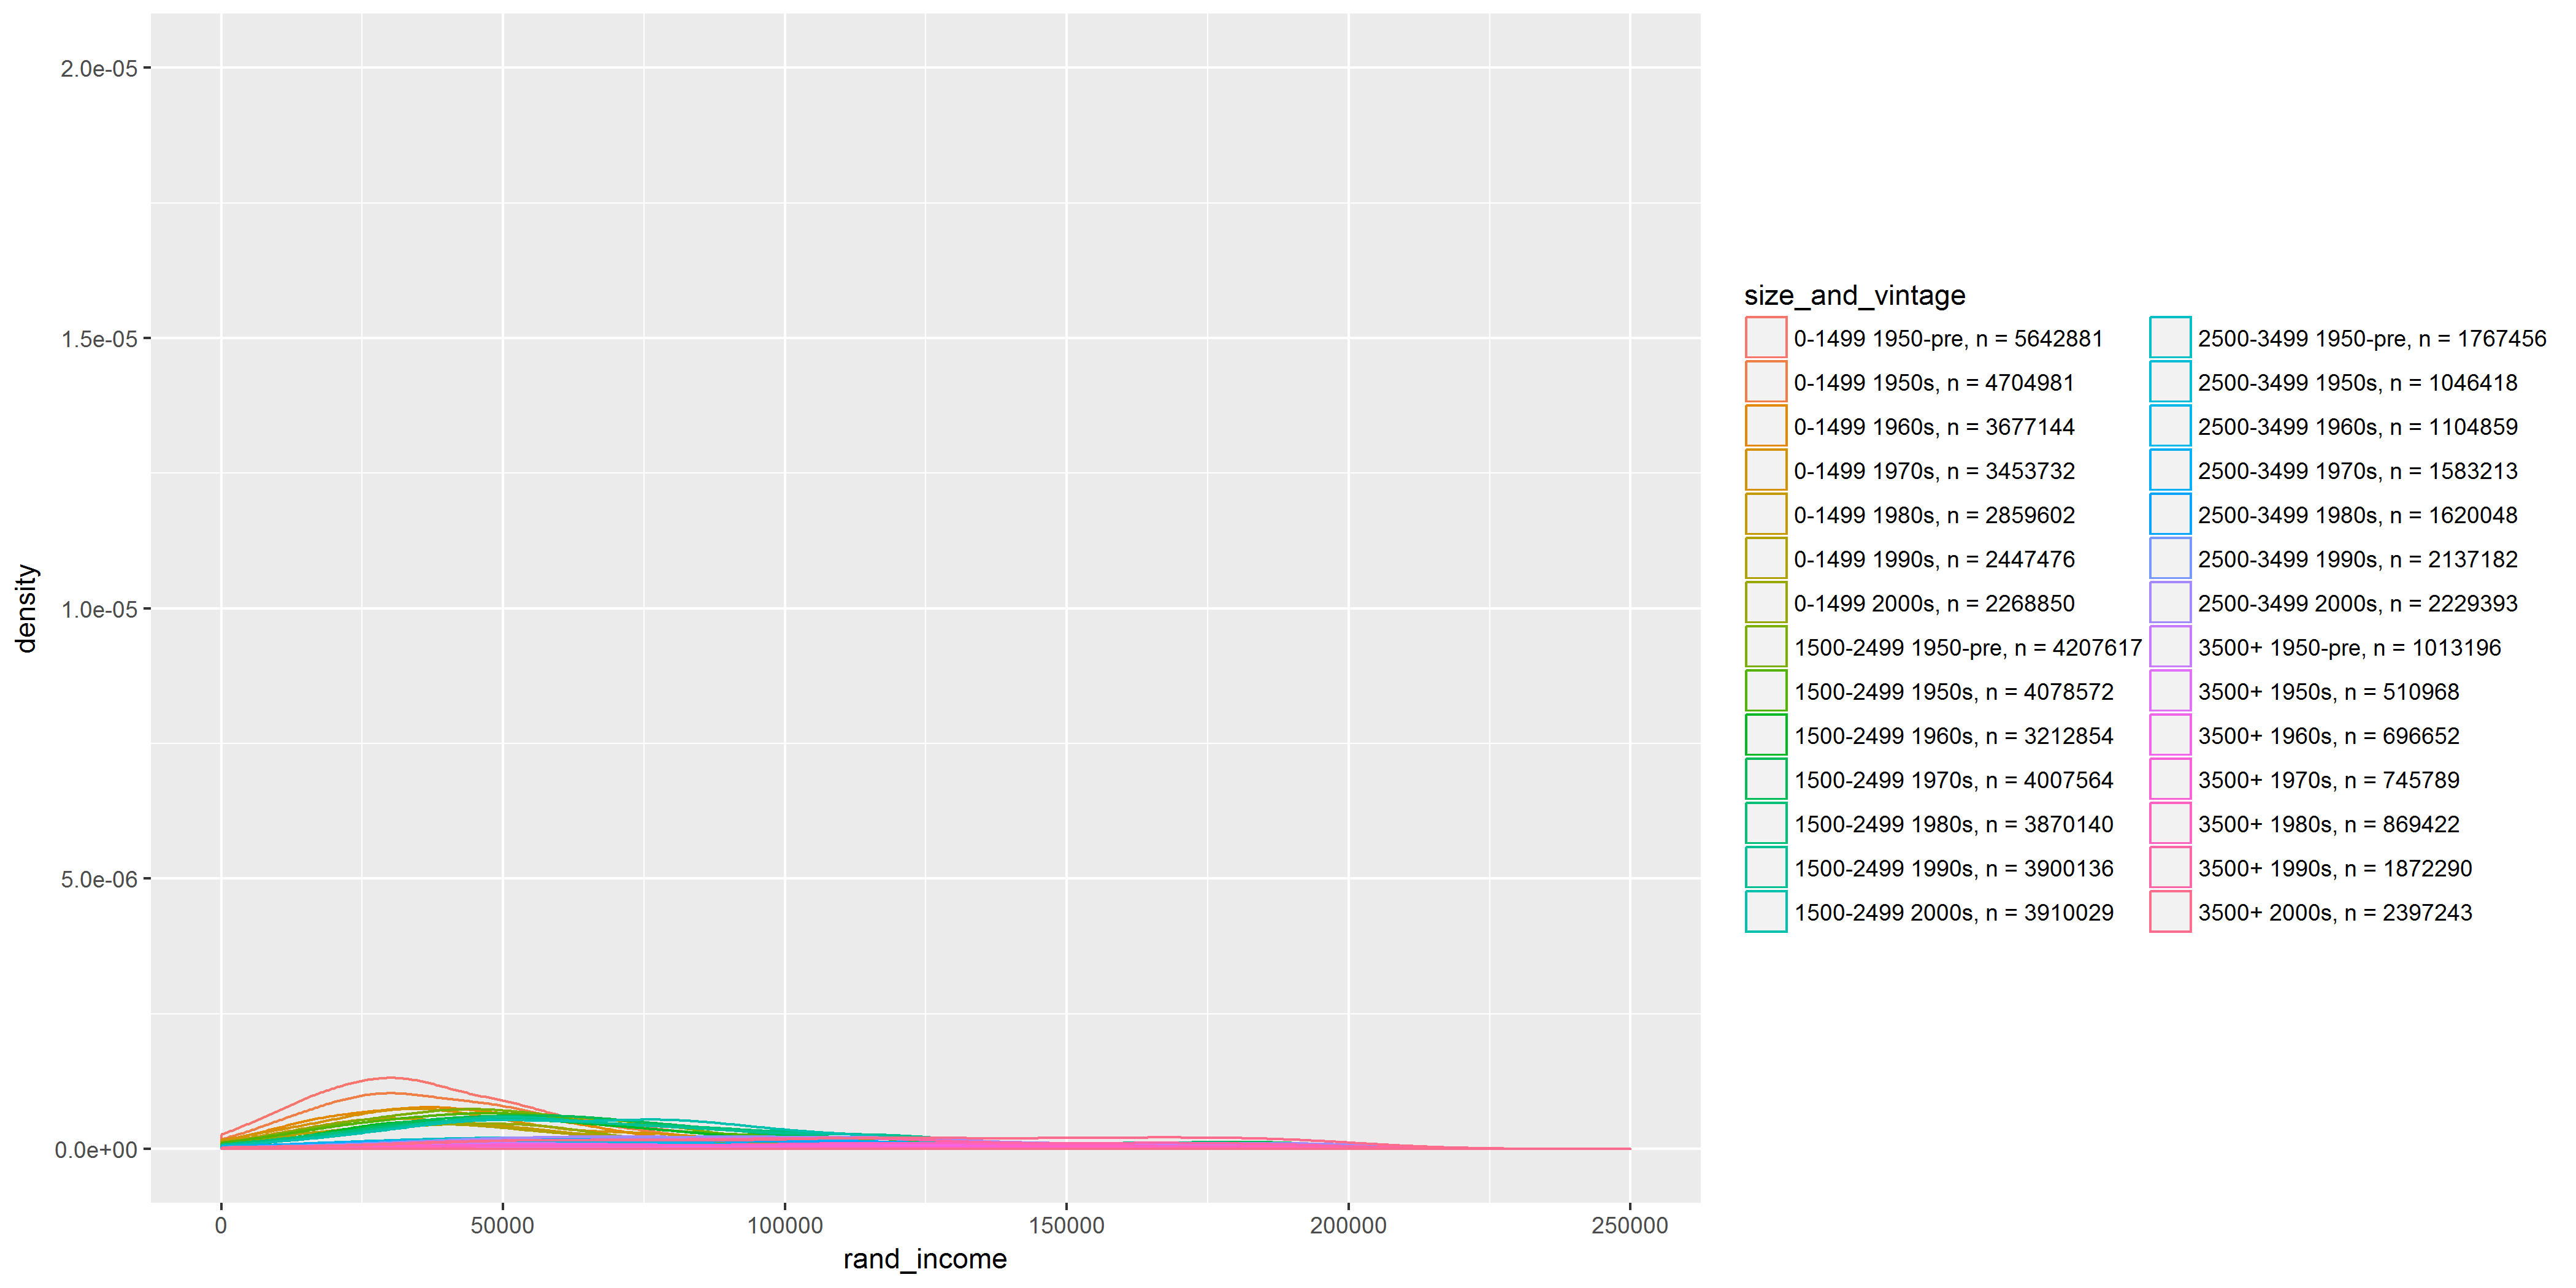 2.0e-05
1.5e-05
1.0e-05
5.0e-06
0.0e+00
density
0
50000
100000
150000
200000
250000
rand_income
size_and_vintage
0-1499 1950-pre, n = 5642881
0-1499 1950s, n = 4704981
0-1499 1960s, n = 3677144
0-1499 1970s, n = 3453732
0-1499 1980s, n = 2859602
0-1499 1990s, n = 2447476
0-1499 2000s, n = 2268850
1500-2499 1950-pre, n = 4207617
1500-2499 1950s, n = 4078572
1500-2499 1960s, n = 3212854
1500-2499 1970s, n = 4007564
1500-2499 1980s, n = 3870140
1500-2499 1990s, n = 3900136
1500-2499 2000s, n = 3910029
2500-3499 1950-pre, n = 1767456
2500-3499 1950s, n = 1046418
2500-3499 1960s, n = 1104859
2500-3499 1970s, n = 1583213
2500-3499 1980s, n = 1620048
2500-3499 1990s, n = 2137182
2500-3499 2000s, n = 2229393
3500+ 1950-pre, n = 1013196
3500+ 1950s, n = 510968
3500+ 1960s, n = 696652
3500+ 1970s, n = 745789
3500+ 1980s, n = 869422
3500+ 1990s, n = 1872290
3500+ 2000s, n = 2397243